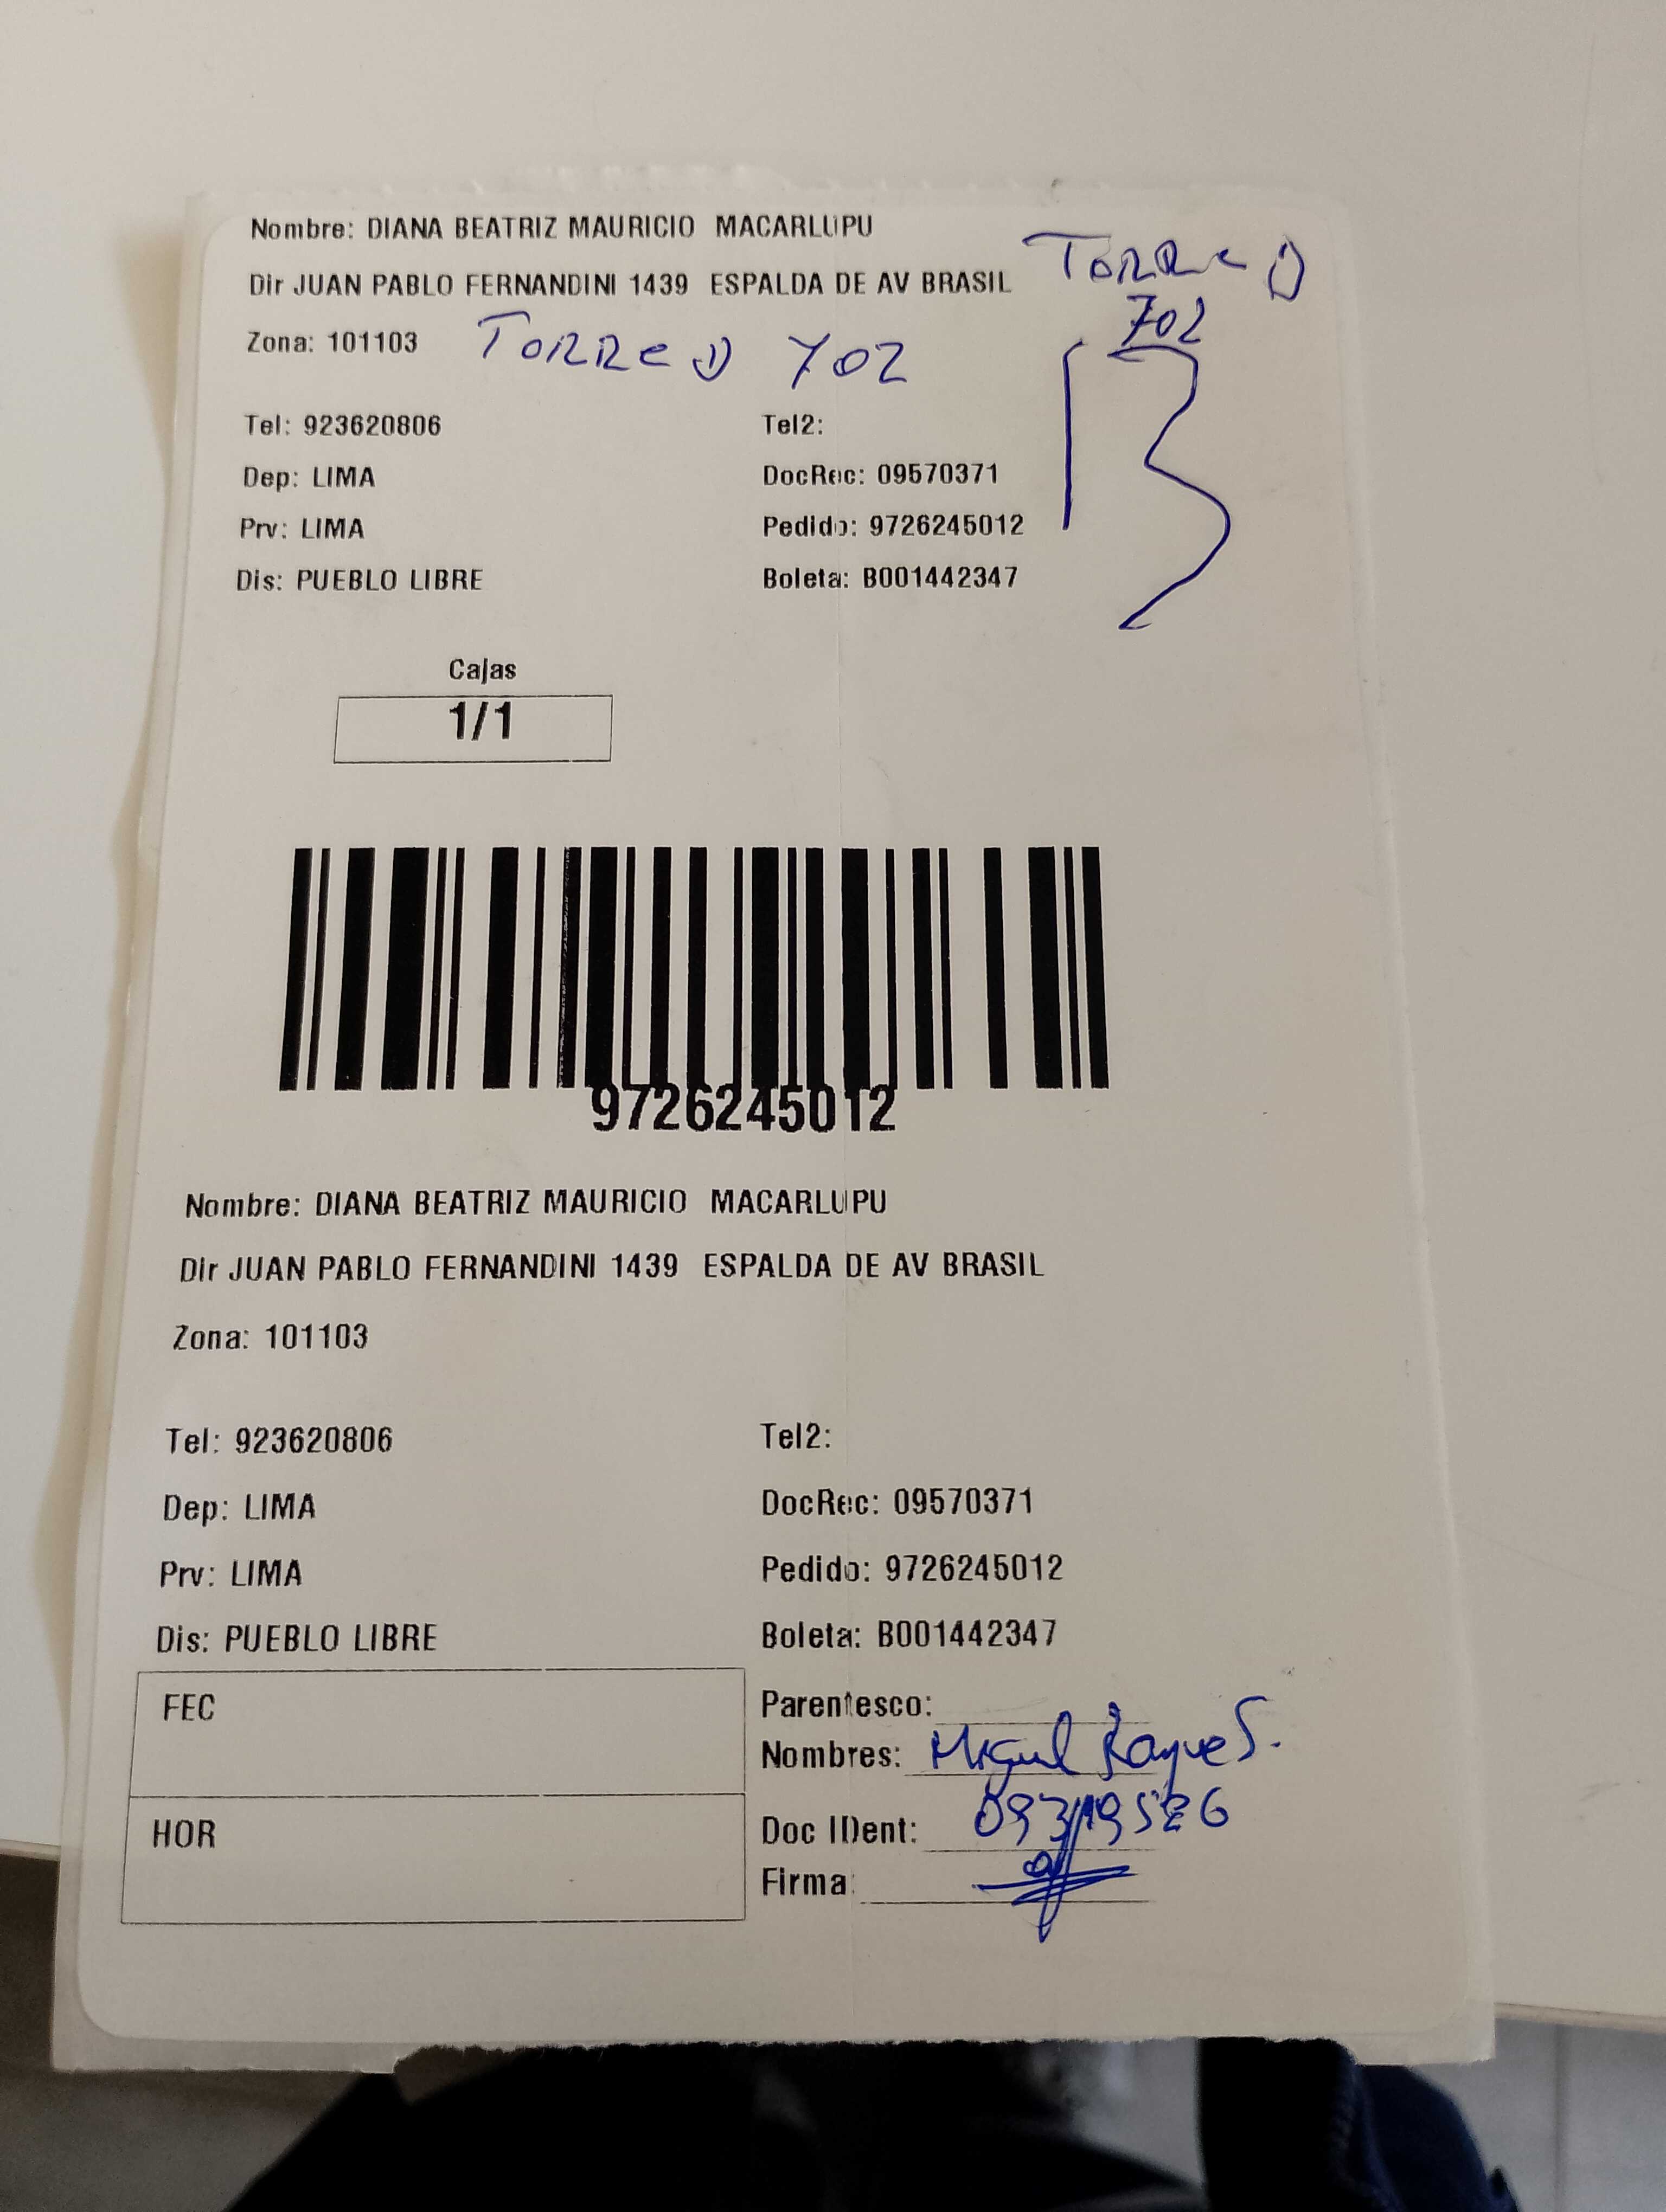 Nombre: DIANA BEATRIZ MAURICIO MACARLUPU
Dir JUAN PABLO FERNANDINI 1439 ESPALDA DE AV BRASIL
TORRe D
702
Zona: 101103 TORRe D 702
Tel: 923620806 Tel2:
Dep: LIMA DocRec: 09570371
Prv: LIMA Pedido: 9726245012
Dis: PUEBLO LIBRE Boleta: B001442347
B
Cajas
1/1
9726245012
Nombre: DIANA BEATRIZ MAURICIO MACARLUPU
Dir JUAN PABLO FERNANDINI 1439 ESPALDA DE AV BRASIL
Zona: 101103
Tel: 923620806 Tel2:
Dep: LIMA DocRec: 09570371
Prv: LIMA Pedido: 9726245012
Dis: PUEBLO LIBRE Boleta: B001442347
FEC
Parentesco:
Nombres: Miguel
HOR
Doc IDent:
Firma: